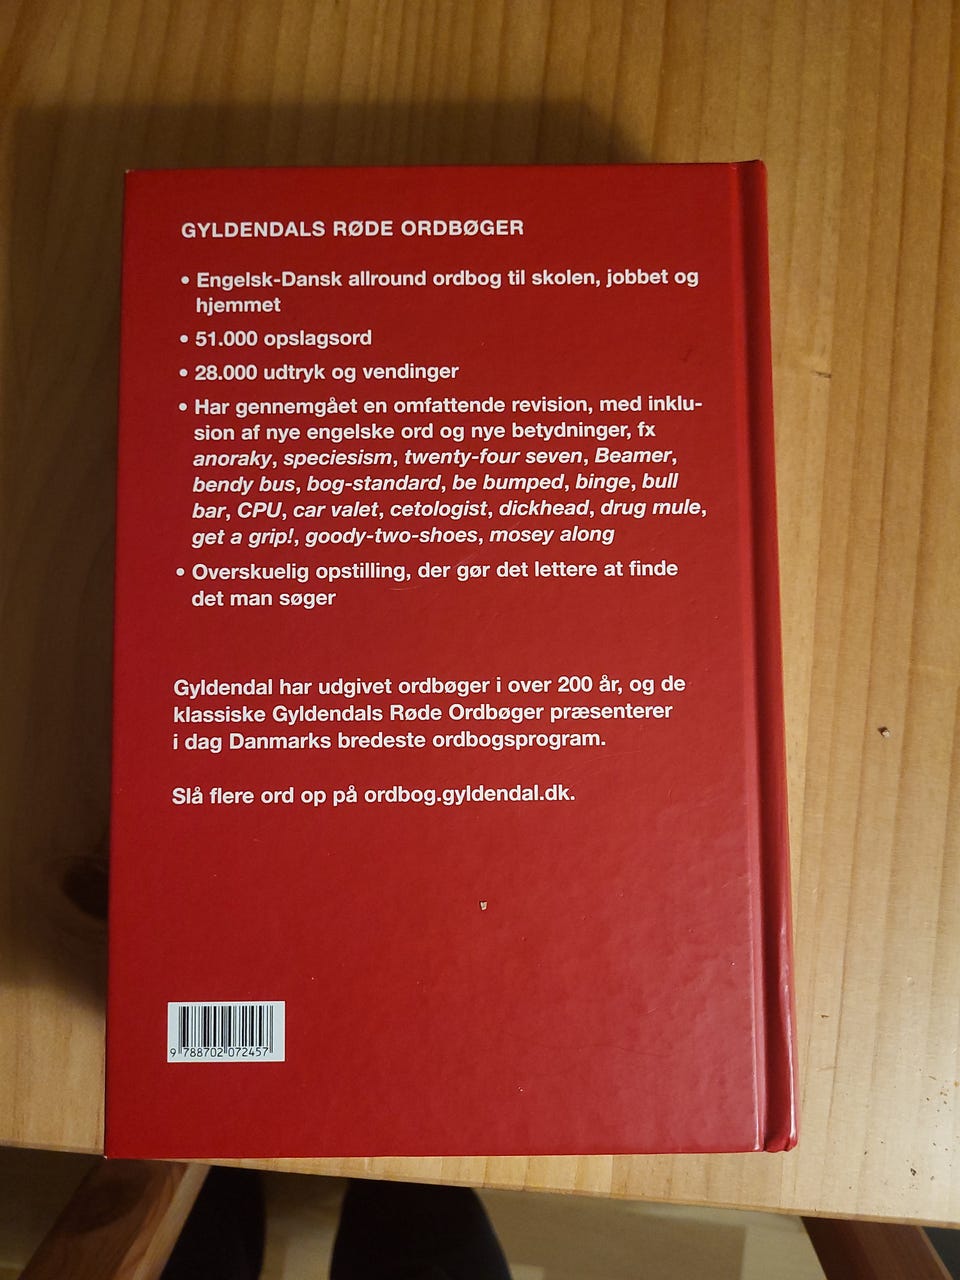 GYLDENDALS RØDE ORDBØGER
• Engelsk-Dansk allround ordbog til skolen, jobbet og
hjemmet
• 51.000 opslagsord
• 28.000 udtryk og vendinger
• Har gennemgået en omfattende revision, med inklu-
sion af nye engelske ord og nye betydninger, fx
anoraky, speciesism, twenty-four seven, Beamer,
bendy bus, bog-standard, be bumped, binge, bull
bar, CPU, car valet, cetologist, dickhead, drug mule,
get a grip!, goody-two-shoes, mosey along
• Overskuelig opstilling, der gør det lettere at finde
det man søger
Gyldendal har udgivet ordbøger i over 200 år, og de
klassiske Gyldendals Røde Ordbøger præsenterer
i dag Danmarks bredeste ordbogsprogram.
Slå flere ord op på ordbog.gyldendal.dk.
9 788702 072457